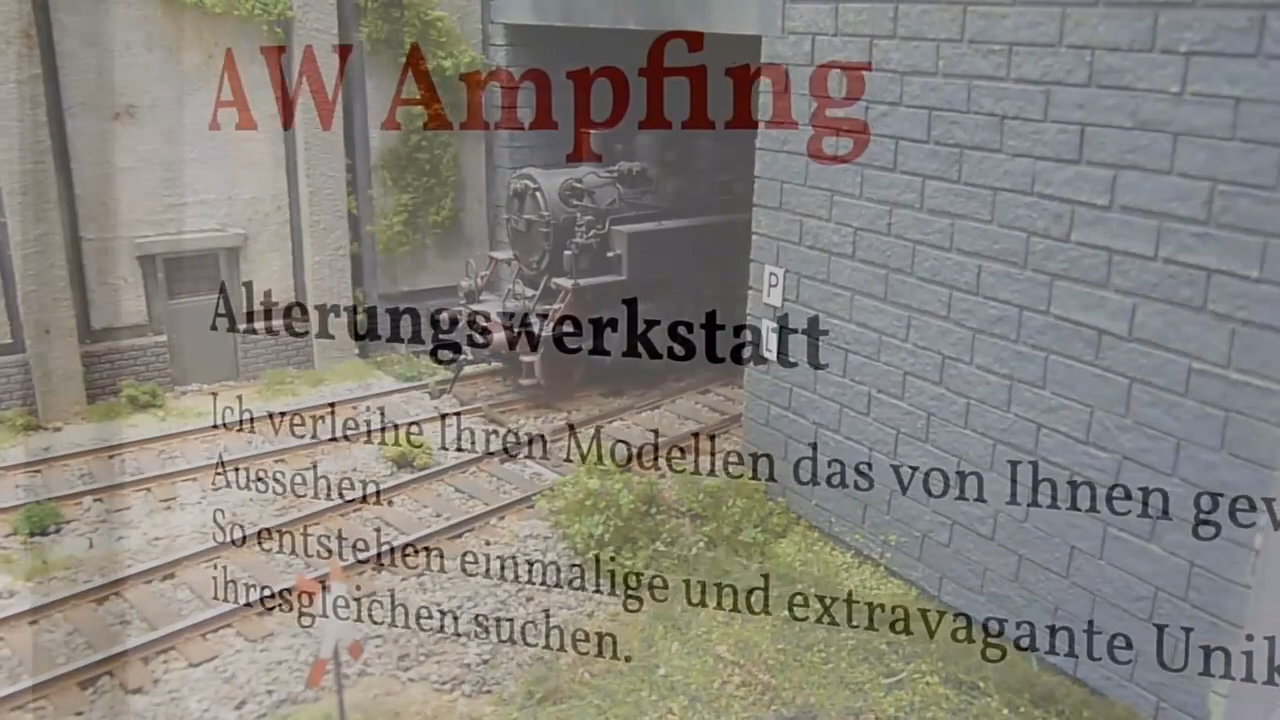 AW Ampfing
P
L
Alterungswerkstatt
Ich verleihe Ihren Modellen das von Ihnen
Aussehen.
So entstehen einmalige und extravagante
ihresgleichen suchen.